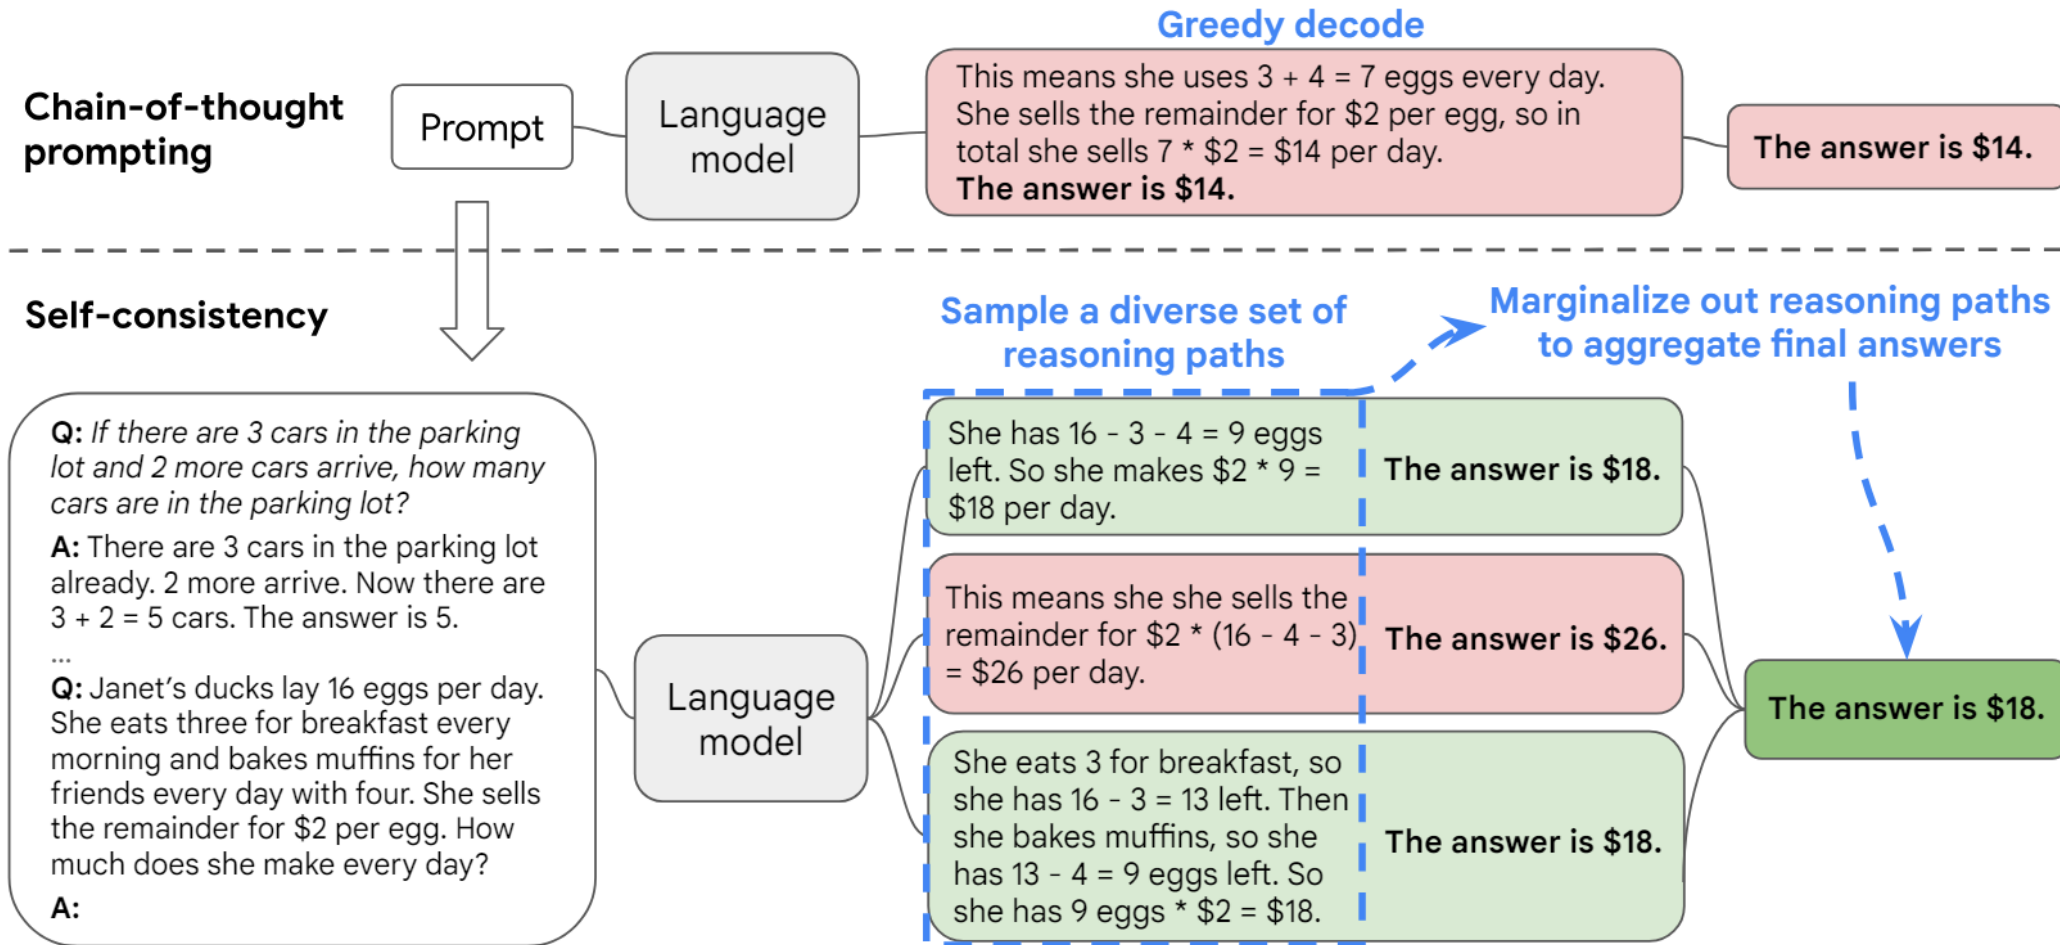 Greedy decode
Chain-of-thought
prompting
Prompt
Language
model
This means she uses 3 + 4 = 7 eggs every day.
She sells the remainder for $2 per egg, so in
total she sells 7 * $2 = $14 per day.
The answer is $14.
The answer is $14.
Self-consistency
Sample a diverse set of
reasoning paths
Marginalize out reasoning paths
to aggregate final answers
Q: If there are 3 cars in the parking
lot and 2 more cars arrive, how many
cars are in the parking lot?
A: There are 3 cars in the parking lot
already. 2 more arrive. Now there are
3 + 2 = 5 cars. The answer is 5.
...
Q: Janet's ducks lay 16 eggs per day.
She eats three for breakfast every
morning and bakes muffins for her
friends every day with four. She sells
the remainder for $2 per egg. How
much does she make every day?
A:
Language
model
She has 16 - 3 - 4 = 9 eggs
left. So she makes $2 * 9 =
$18 per day.
The answer is $18.
This means she she sells the
remainder for $2 * (16 - 4 - 3)
= $26 per day.
The answer is $26.
She eats 3 for breakfast, so
she has 16 - 3 = 13 left. Then
she bakes muffins, so she
has 13 - 4 = 9 eggs left. So
she has 9 eggs * $2 = $18.
The answer is $18.
The answer is $18.